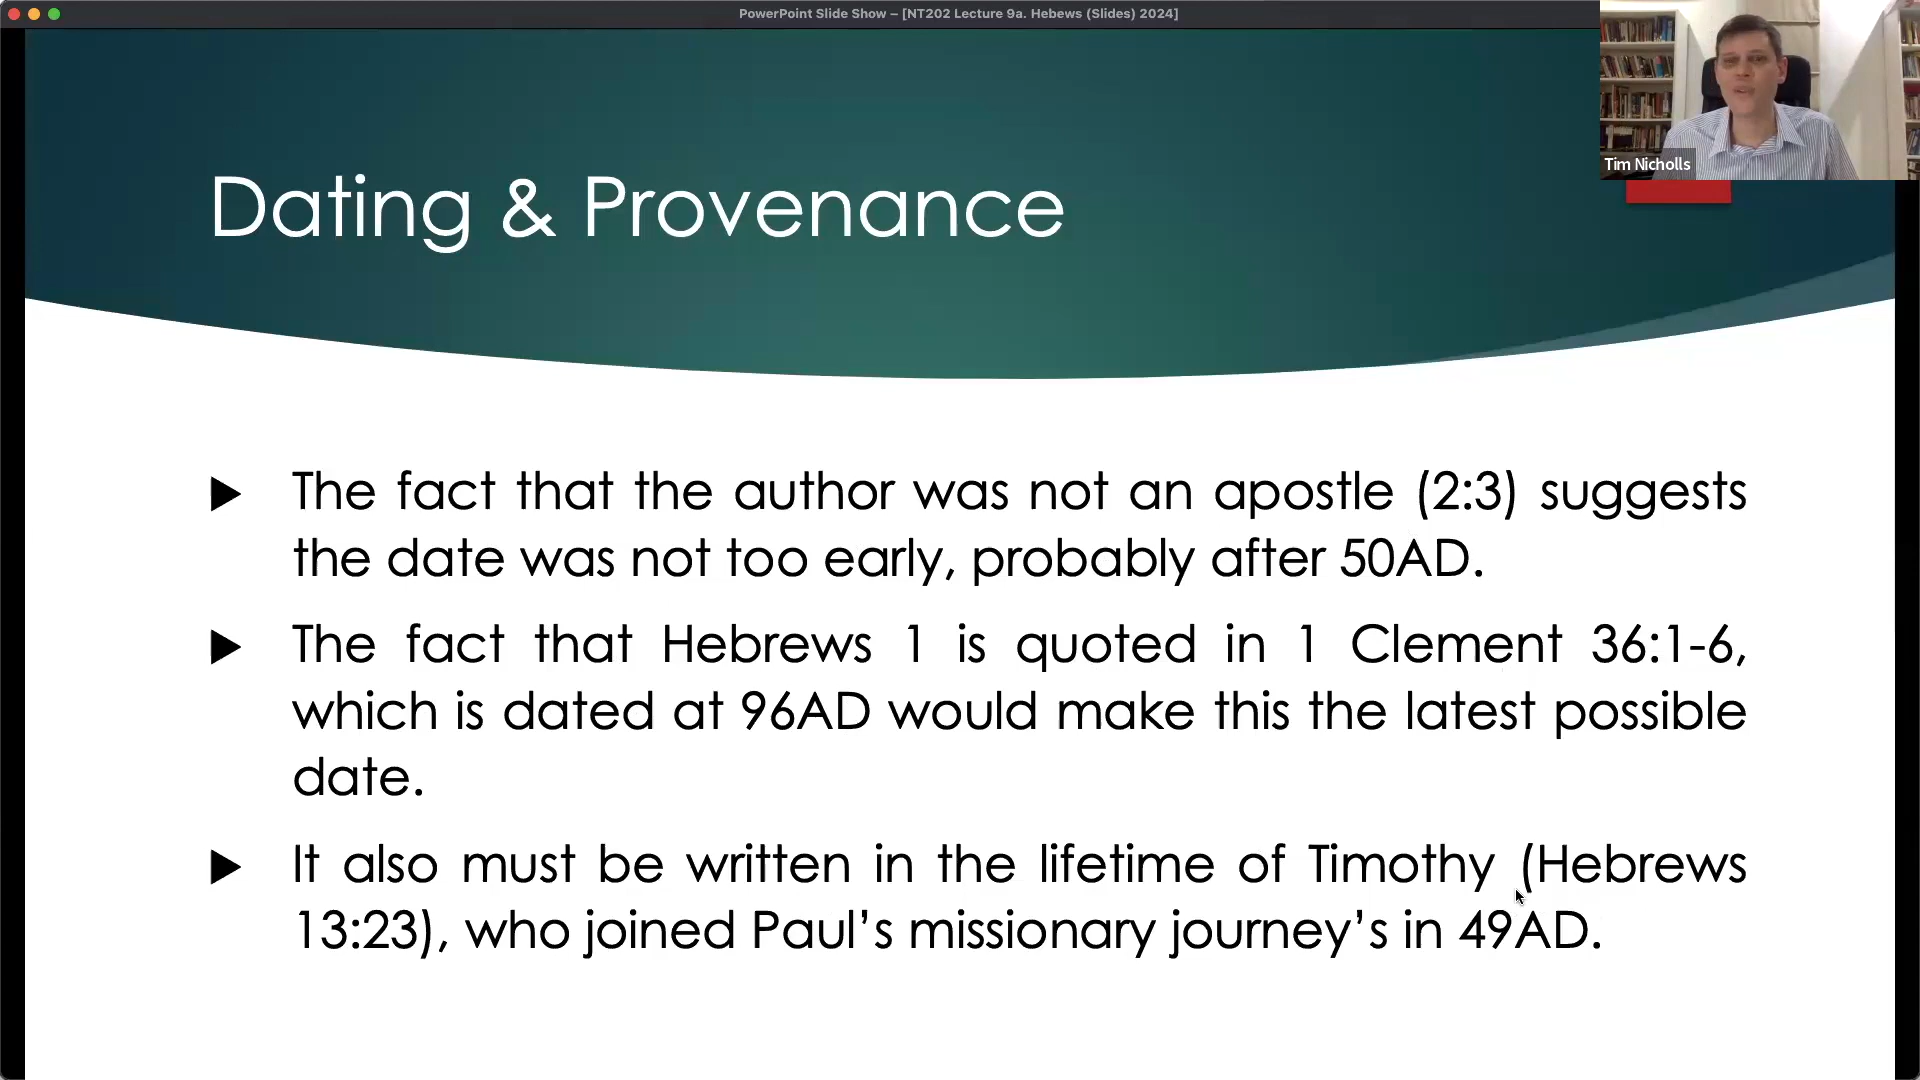 PowerPoint Slide Show – [NT202 Lecture 9a. Hebews (Slides) 2024]
Tim Nicholls
Dating & Provenance
The fact that the author was not an apostle (2:3) suggests
the date was not too early, probably after 50AD.
The fact that Hebrews 1 is quoted in 1 Clement 36:1-6,
which is dated at 96AD would make this the latest possible
date.
It also must be written in the lifetime of Timothy (Hebrews
13:23), who joined Paul’s missionary journey’s in 49AD.